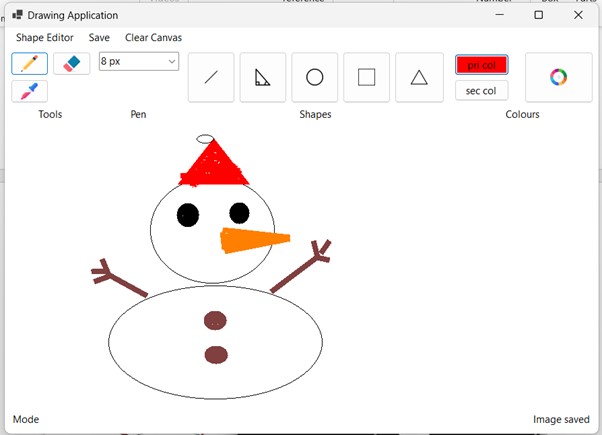 Drawing Application
Shape Editor Save Clear Canvas
8 px
pri col
sec col
Tools Pen Shapes Colours
Mode Image saved